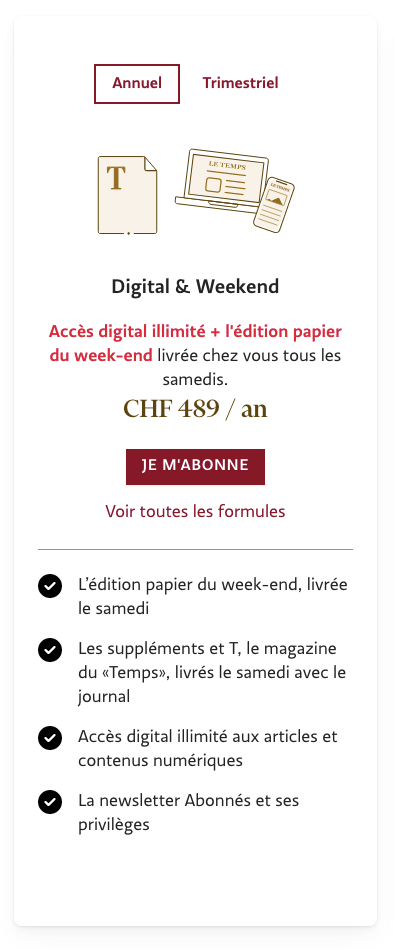 Annuel Trimestriel
T
LE TEMPS
LE TEMPS
Digital & Weekend
Accès digital illimité + l'édition papier
du week-end livrée chez vous tous les
samedis.
CHF 489 / an
JE M'ABONNE
Voir toutes les formules
L’édition papier du week-end, livrée
le samedi
Les suppléments et T, le magazine
du «Temps», livrés le samedi avec le
journal
Accès digital illimité aux articles et
contenus numériques
La newsletter Abonnés et ses
privilèges